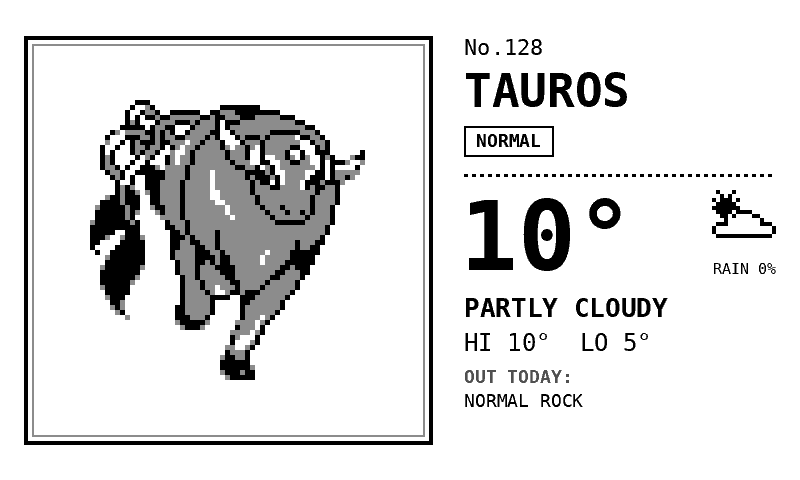 No.128
TAUROS
NORMAL
10°
RAIN 0%
PARTLY CLOUDY
HI 10° LO 5°
OUT TODAY:
NORMAL ROCK